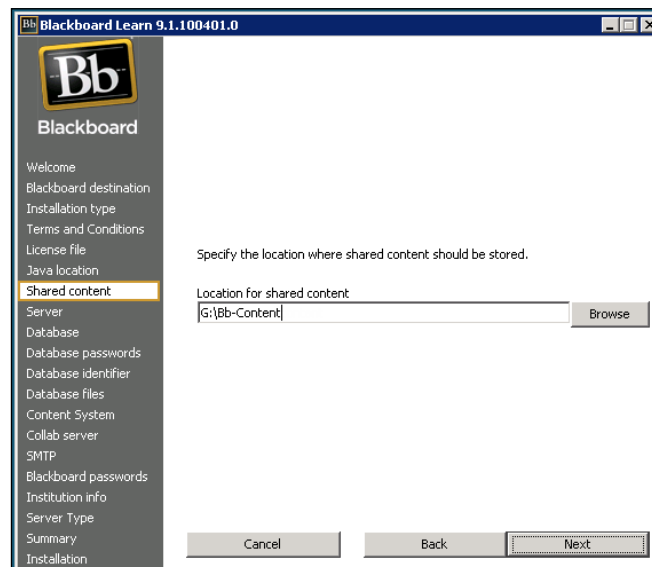 Bb Blackboard Learn 9.1.100401.0
Bb
Blackboard
Welcome
Blackboard destination
Installation type
Terms and Conditions
License file
Java location
Shared content
Server
Database
Database passwords
Database identifier
Database files
Content System
Collab server
SMTP
Blackboard passwords
Institution info
Server Type
Summary
Installation
Specify the location where shared content should be stored.
Location for shared content
G:\Bb-Content
Browse
Cancel
Back
Next